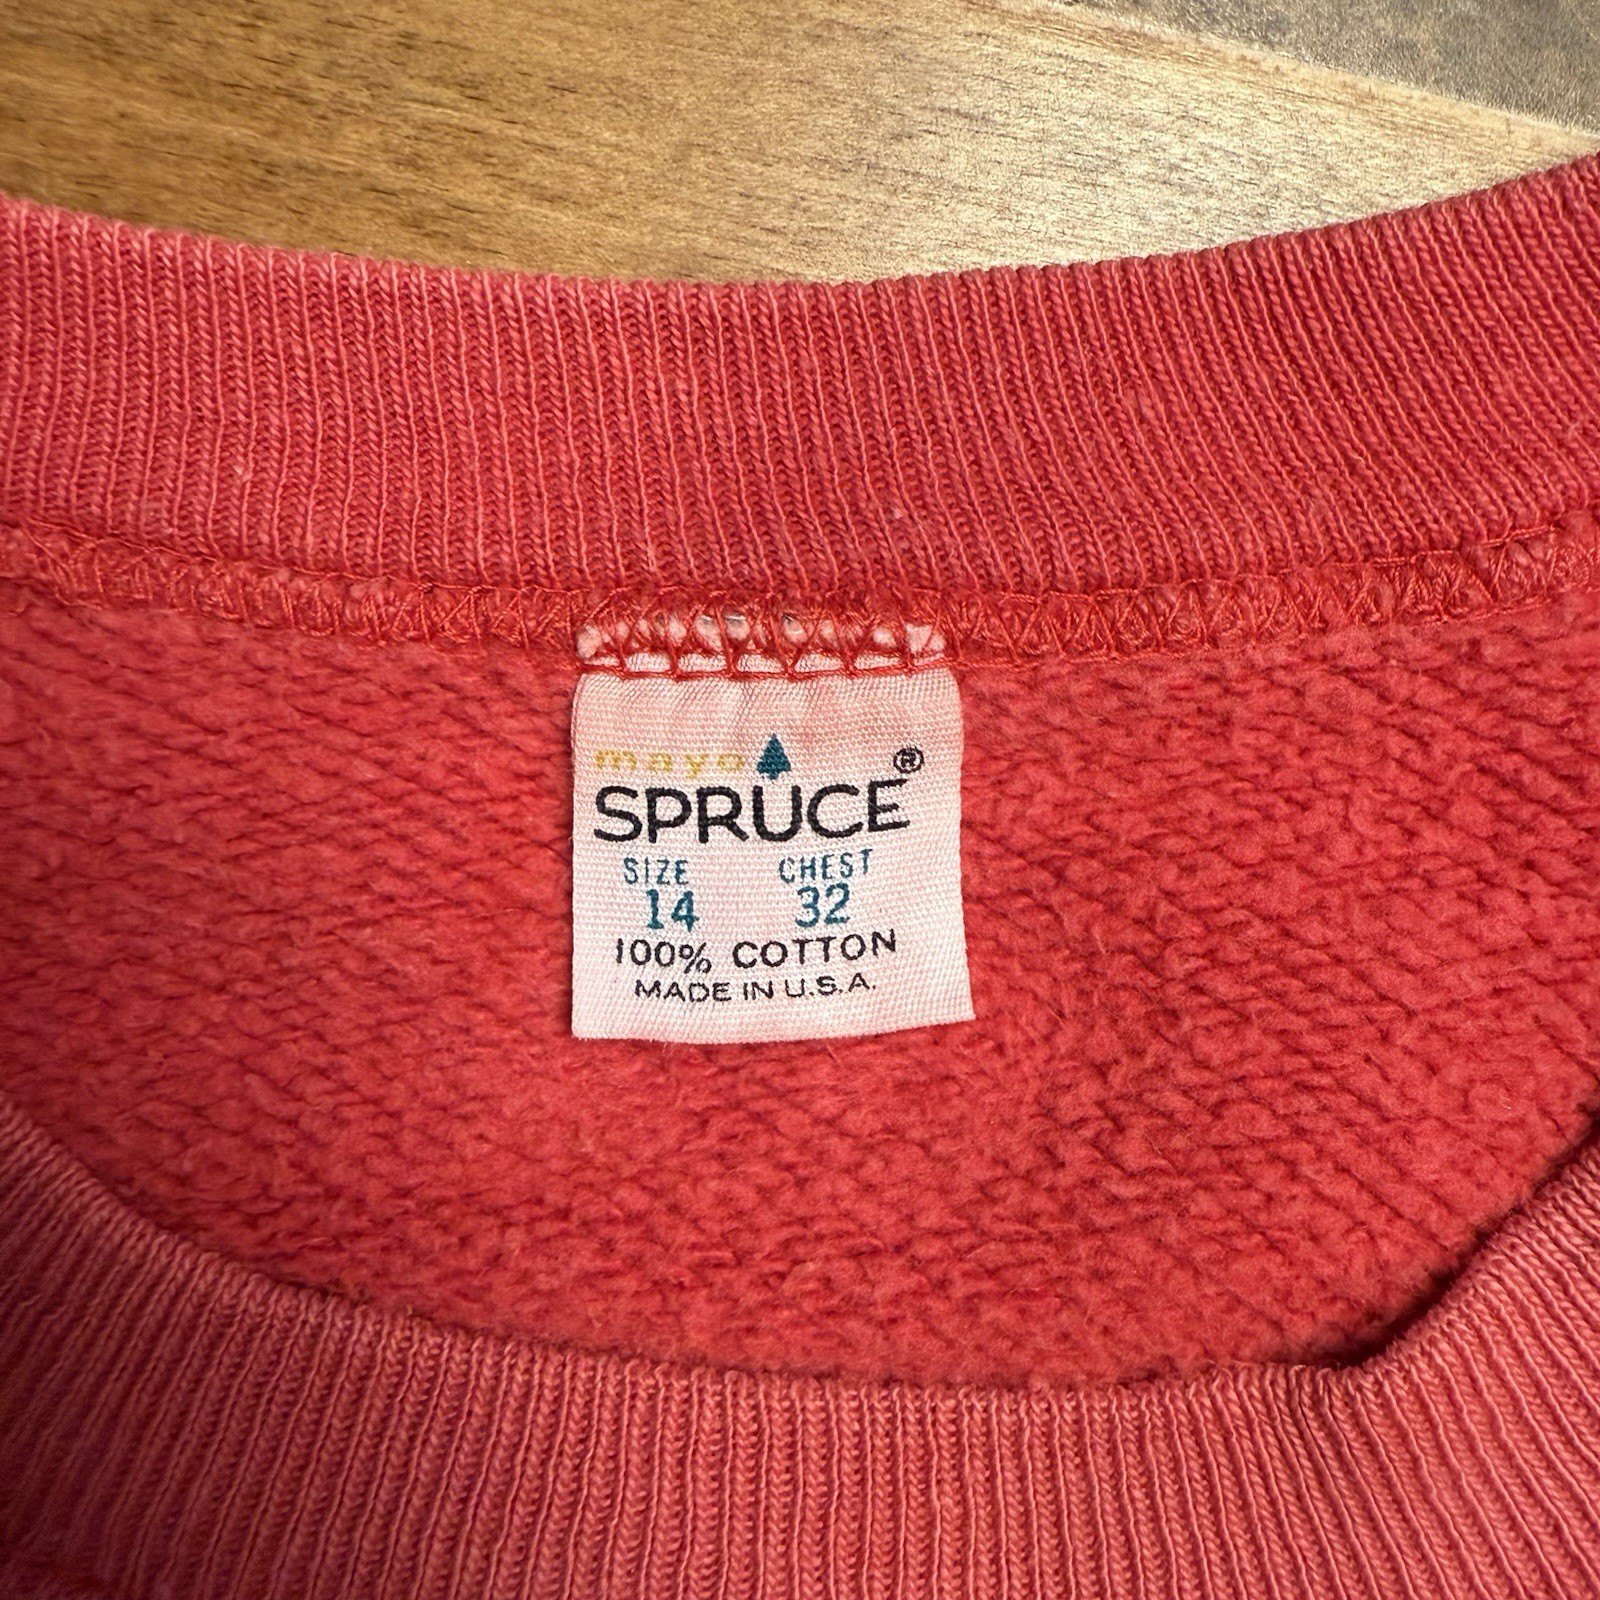 mayo
SPRUCE®
SIZE CHEST
14 32
100% COTTON
MADE IN U.S.A.